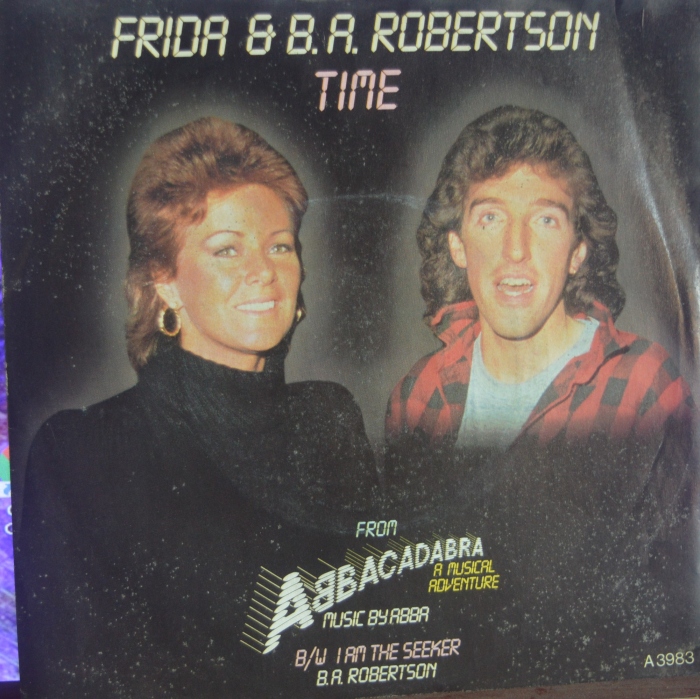 FRIDA & B.A. ROBERTSON
TIME
FROM
ABBACADABRA
A MUSICAL
ADVENTURE
MUSIC BY ABBA
B/W I AM THE SEEKER
B.A. ROBERTSON
A 3983